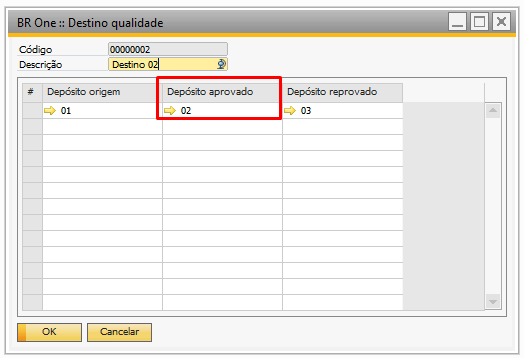 BR One :: Destino qualidade
Código 00000002
Descrição Destino 02
# Depósito origem Depósito aprovado Depósito reprovado
01 02 03
OK Cancelar